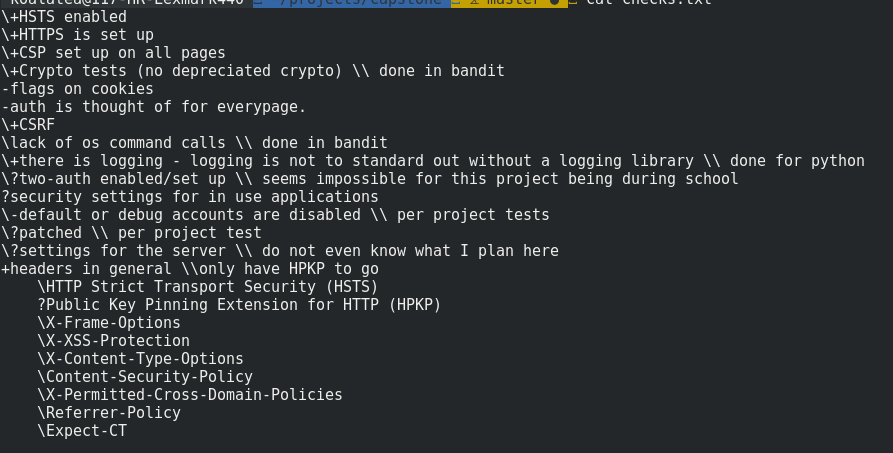 ~/projects/capstone master ● cat checks.txt
\+HSTS enabled
\+HTTPS is set up
\+CSP set up on all pages
\+Crypto tests (no depreciated crypto) \\ done in bandit
-flags on cookies
-auth is thought of for everypage.
\+CSRF
\lack of os command calls \\ done in bandit
\+there is logging - logging is not to standard out without a logging library \\ done for python
\?two-auth enabled/set up \\ seems impossible for this project being during school
?security settings for in use applications
\-default or debug accounts are disabled \\ per project tests
\?patched \\ per project test
\?settings for the server \\ do not even know what I plan here
+headers in general \\only have HPKP to go
    \HTTP Strict Transport Security (HSTS)
    ?Public Key Pinning Extension for HTTP (HPKP)
    \X-Frame-Options
    \X-XSS-Protection
    \X-Content-Type-Options
    \Content-Security-Policy
    \X-Permitted-Cross-Domain-Policies
    \Referrer-Policy
    \Expect-CT